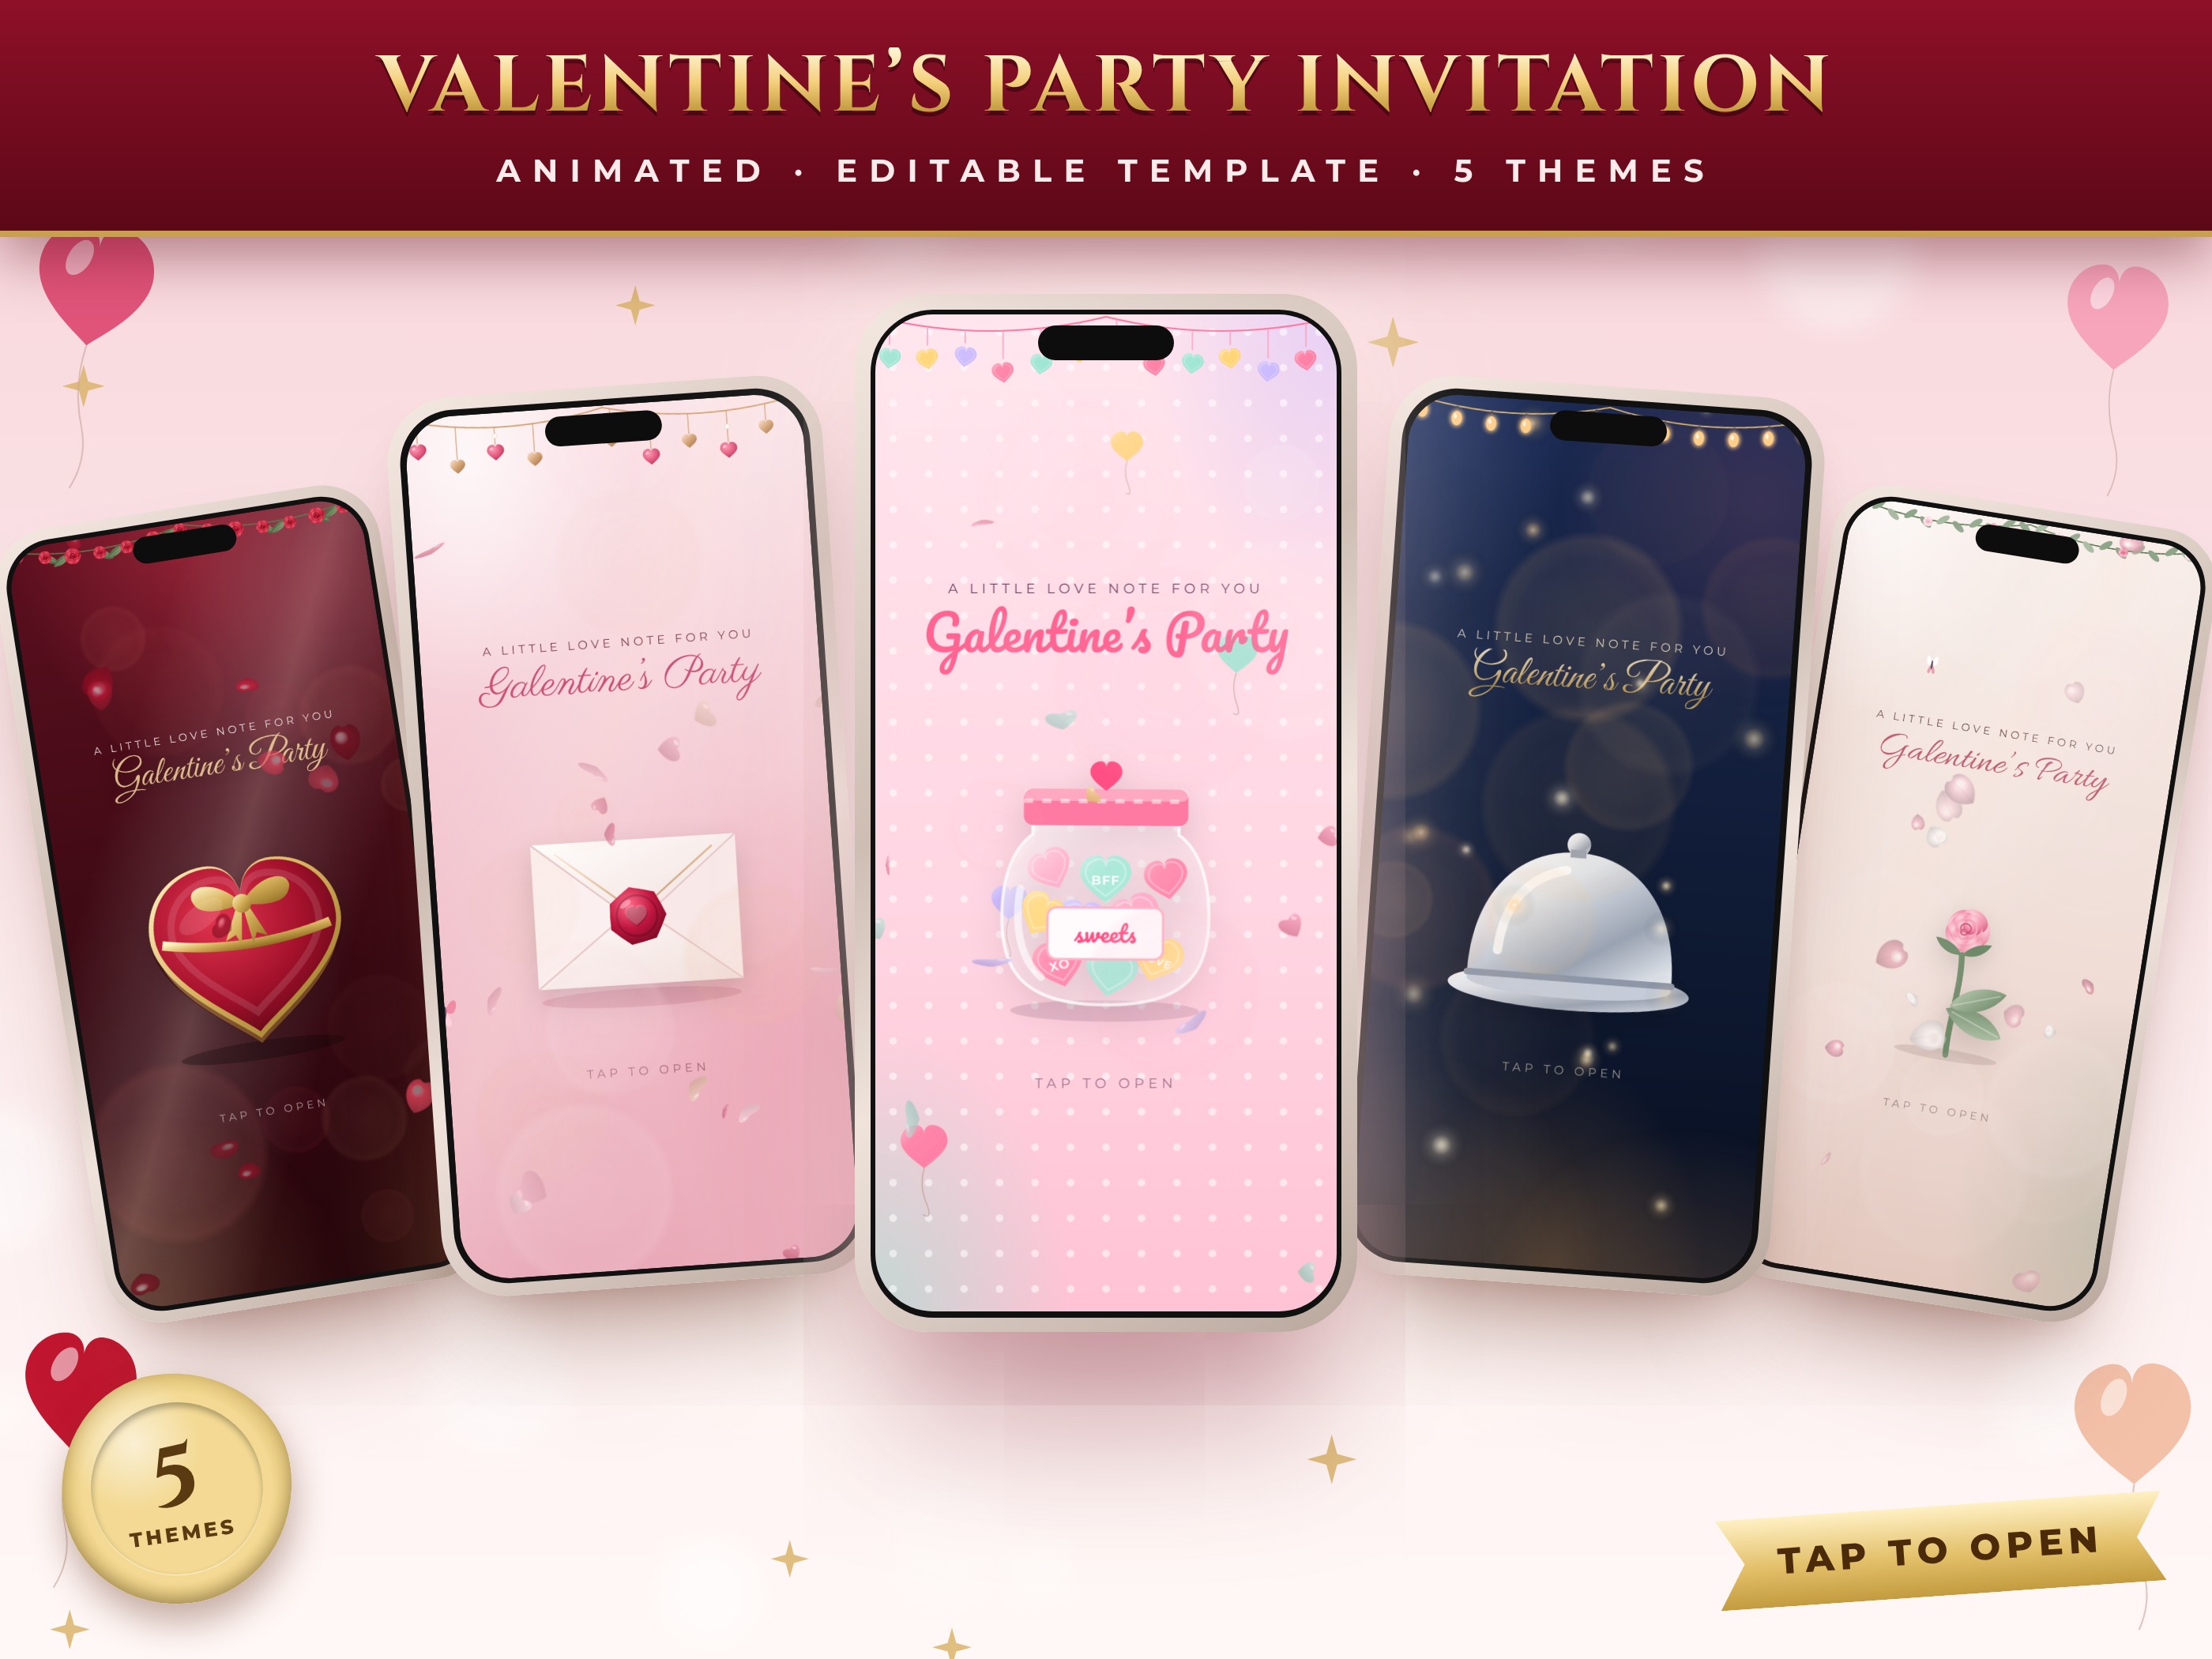 VALENTINE’S PARTY INVITATION
ANIMATED · EDITABLE TEMPLATE · 5 THEMES
A LITTLE LOVE NOTE FOR YOU
Galentine’s Party
TAP TO OPEN
A LITTLE LOVE NOTE FOR YOU
Galentine’s Party
TAP TO OPEN
A LITTLE LOVE NOTE FOR YOU
Galentine’s Party
BFF
sweets
XO
TAP TO OPEN
A LITTLE LOVE NOTE FOR YOU
Galentine’s Party
TAP TO OPEN
A LITTLE LOVE NOTE FOR YOU
Galentine’s Party
TAP TO OPEN
5
THEMES
TAP TO OPEN